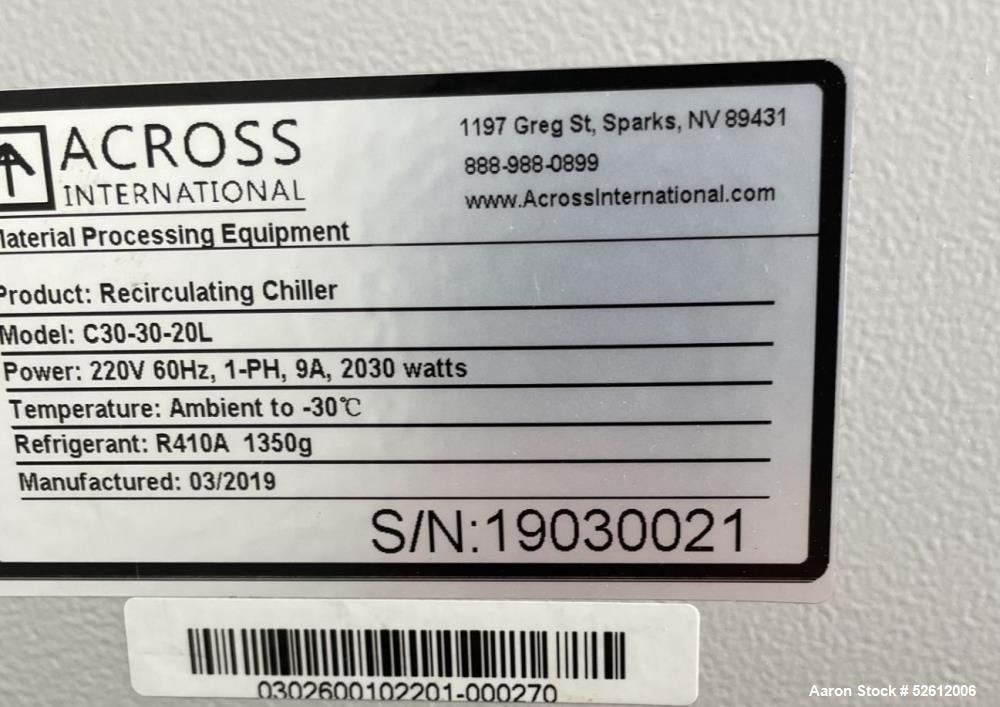 ACROSS
INTERNATIONAL
1197 Greg St, Sparks, NV 89431
888-988-0899
www.AcrossInternational.com
aterial Processing Equipment
Product: Recirculating Chiller
Model: C30-30-20L
Power: 220V 60Hz, 1-PH, 9A, 2030 watts
Temperature: Ambient to -30℃
Refrigerant: R410A 1350g
Manufactured: 03/2019
S/N:19030021
0302600102201-000270
Aaron Stock # 52612006